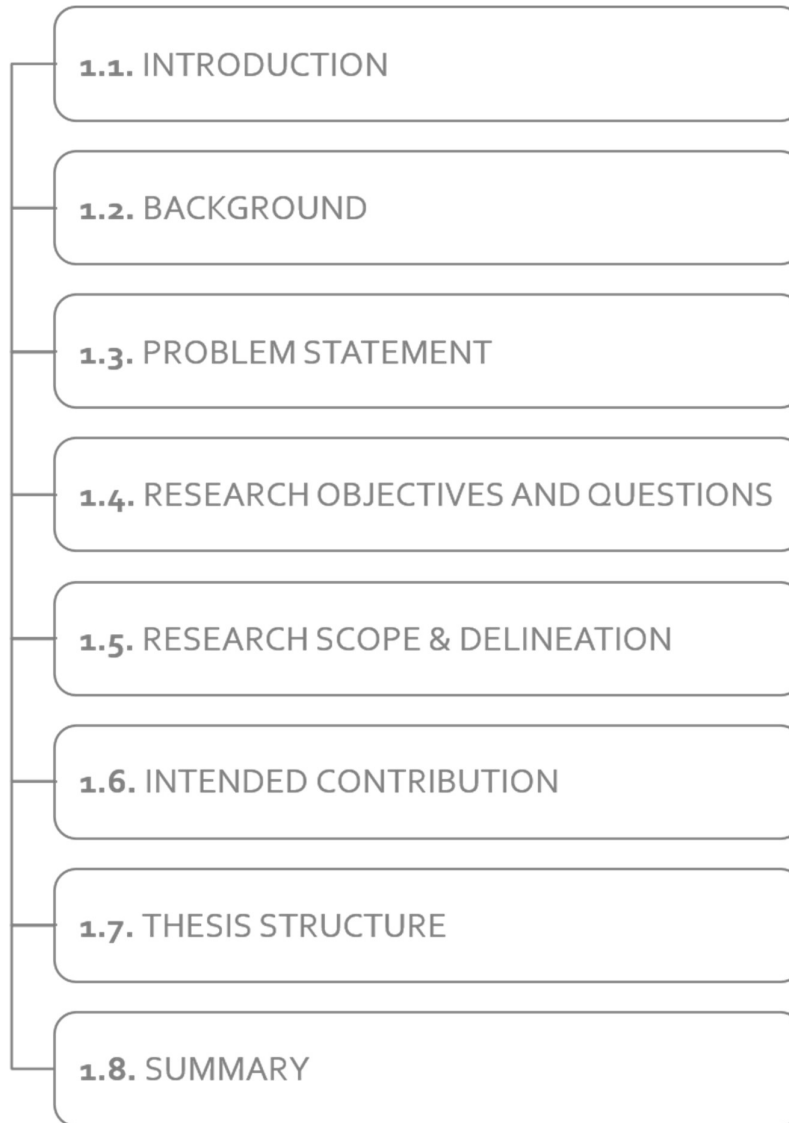 1.1. INTRODUCTION
1.2. BACKGROUND
1.3. PROBLEM STATEMENT
1.4. RESEARCH OBJECTIVES AND QUESTIONS
1.5. RESEARCH SCOPE & DELINEATION
1.6. INTENDED CONTRIBUTION
1.7. THESIS STRUCTURE
1.8. SUMMARY